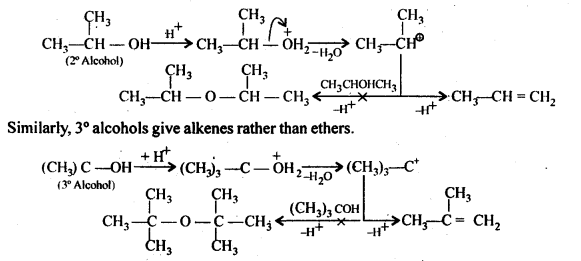 CH₃ CH₃ CH₃
CH₃—CH — OH —H⁺→ CH₃—CH — O⁺H₂ —–H₂O→ CH₃—CH⊕
(2° Alcohol)
CH₃ CH₃
CH₃—CH — O — CH — CH₃ ←CH₃CHOHCH₃ × –H⁺ –H⁺→ CH₃—CH = CH₂
Similarly, 3° alcohols give alkenes rather than ethers.
(CH₃) C —OH —+ H⁺→ (CH₃)₃ — C — O⁺H₂ —–H₂O→ (CH₃)₃—C⁺
(3° Alcohol)
CH₃ CH₃ CH₃
CH₃—C — O — C —CH₃ ←(CH₃)₃ COH × –H⁺ –H⁺→ CH₃—C = CH₂
CH₃ CH₃